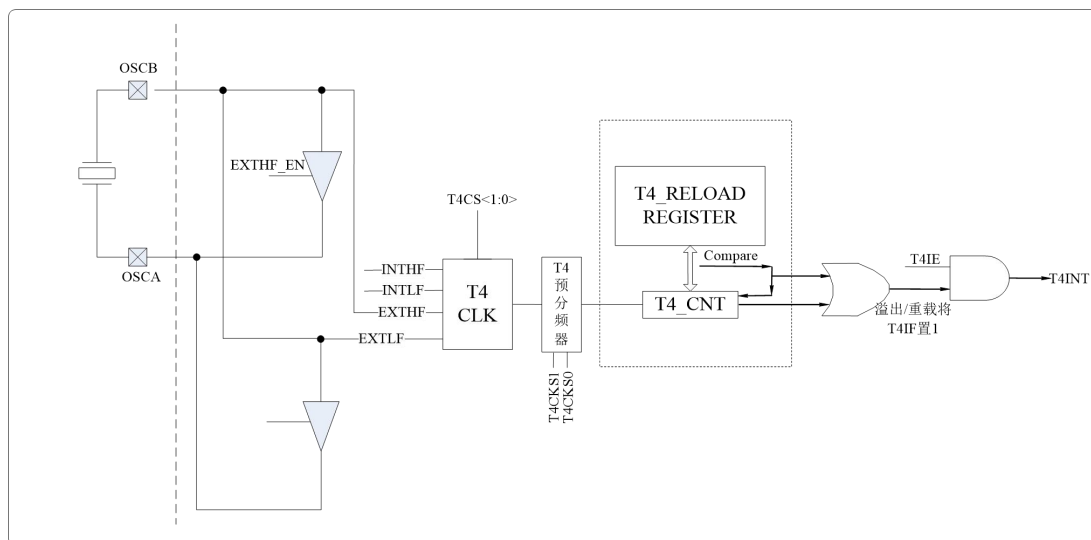 OSCB
EXTHF_EN
OSCA
T4CS<1:0>
INTHF
INTLF
EXTHF
EXTLF
T4
CLK
T4
预
分
频
器
T4CKS1
T4CKS0
T4_RELOAD
REGISTER
Compare
T4_CNT
T4IE
T4INT
溢出/重载将
T4IF置1